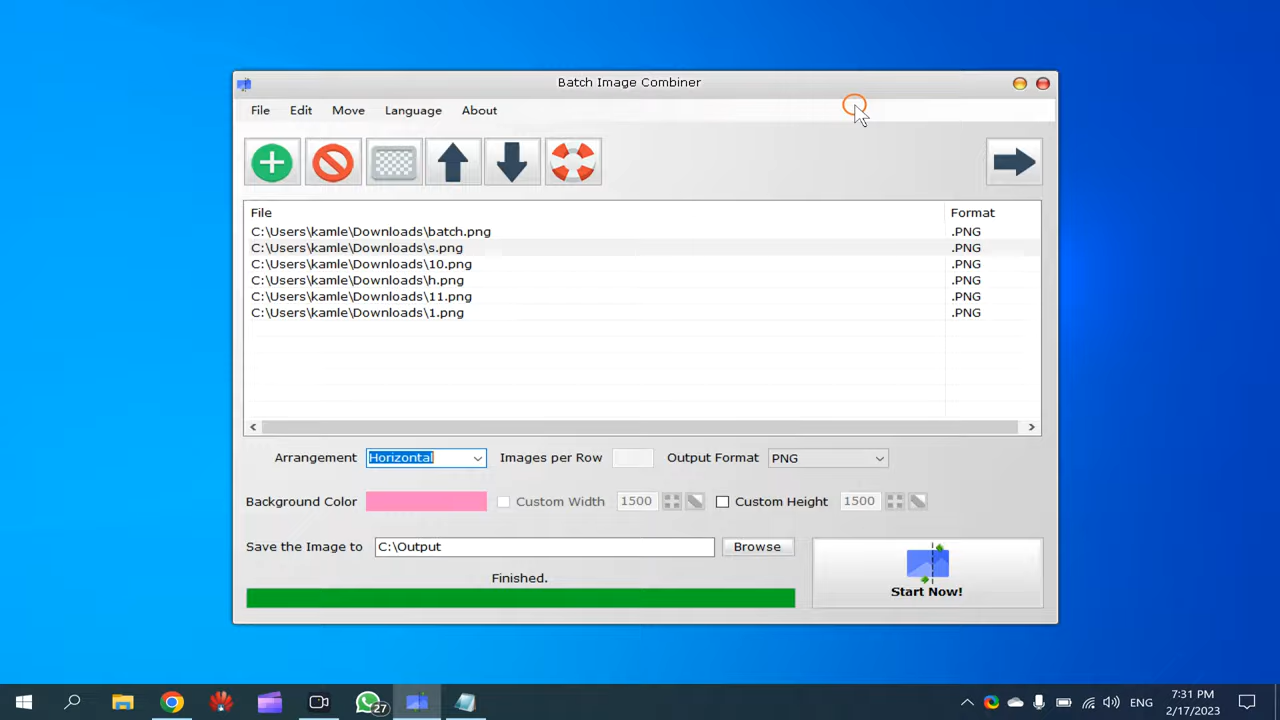 Batch Image Combiner
File Edit Move Language About
File Format
C:\Users\kamle\Downloads\batch.png .PNG
C:\Users\kamle\Downloads\s.png .PNG
C:\Users\kamle\Downloads\10.png .PNG
C:\Users\kamle\Downloads\h.png .PNG
C:\Users\kamle\Downloads\11.png .PNG
C:\Users\kamle\Downloads\1.png .PNG
Arrangement Horizontal Images per Row Output Format PNG
Background Color Custom Width 1500 Custom Height 1500
Save the Image to C:\Output Browse
Finished.
Start Now!
27 ENG 7:31 PM
2/17/2023